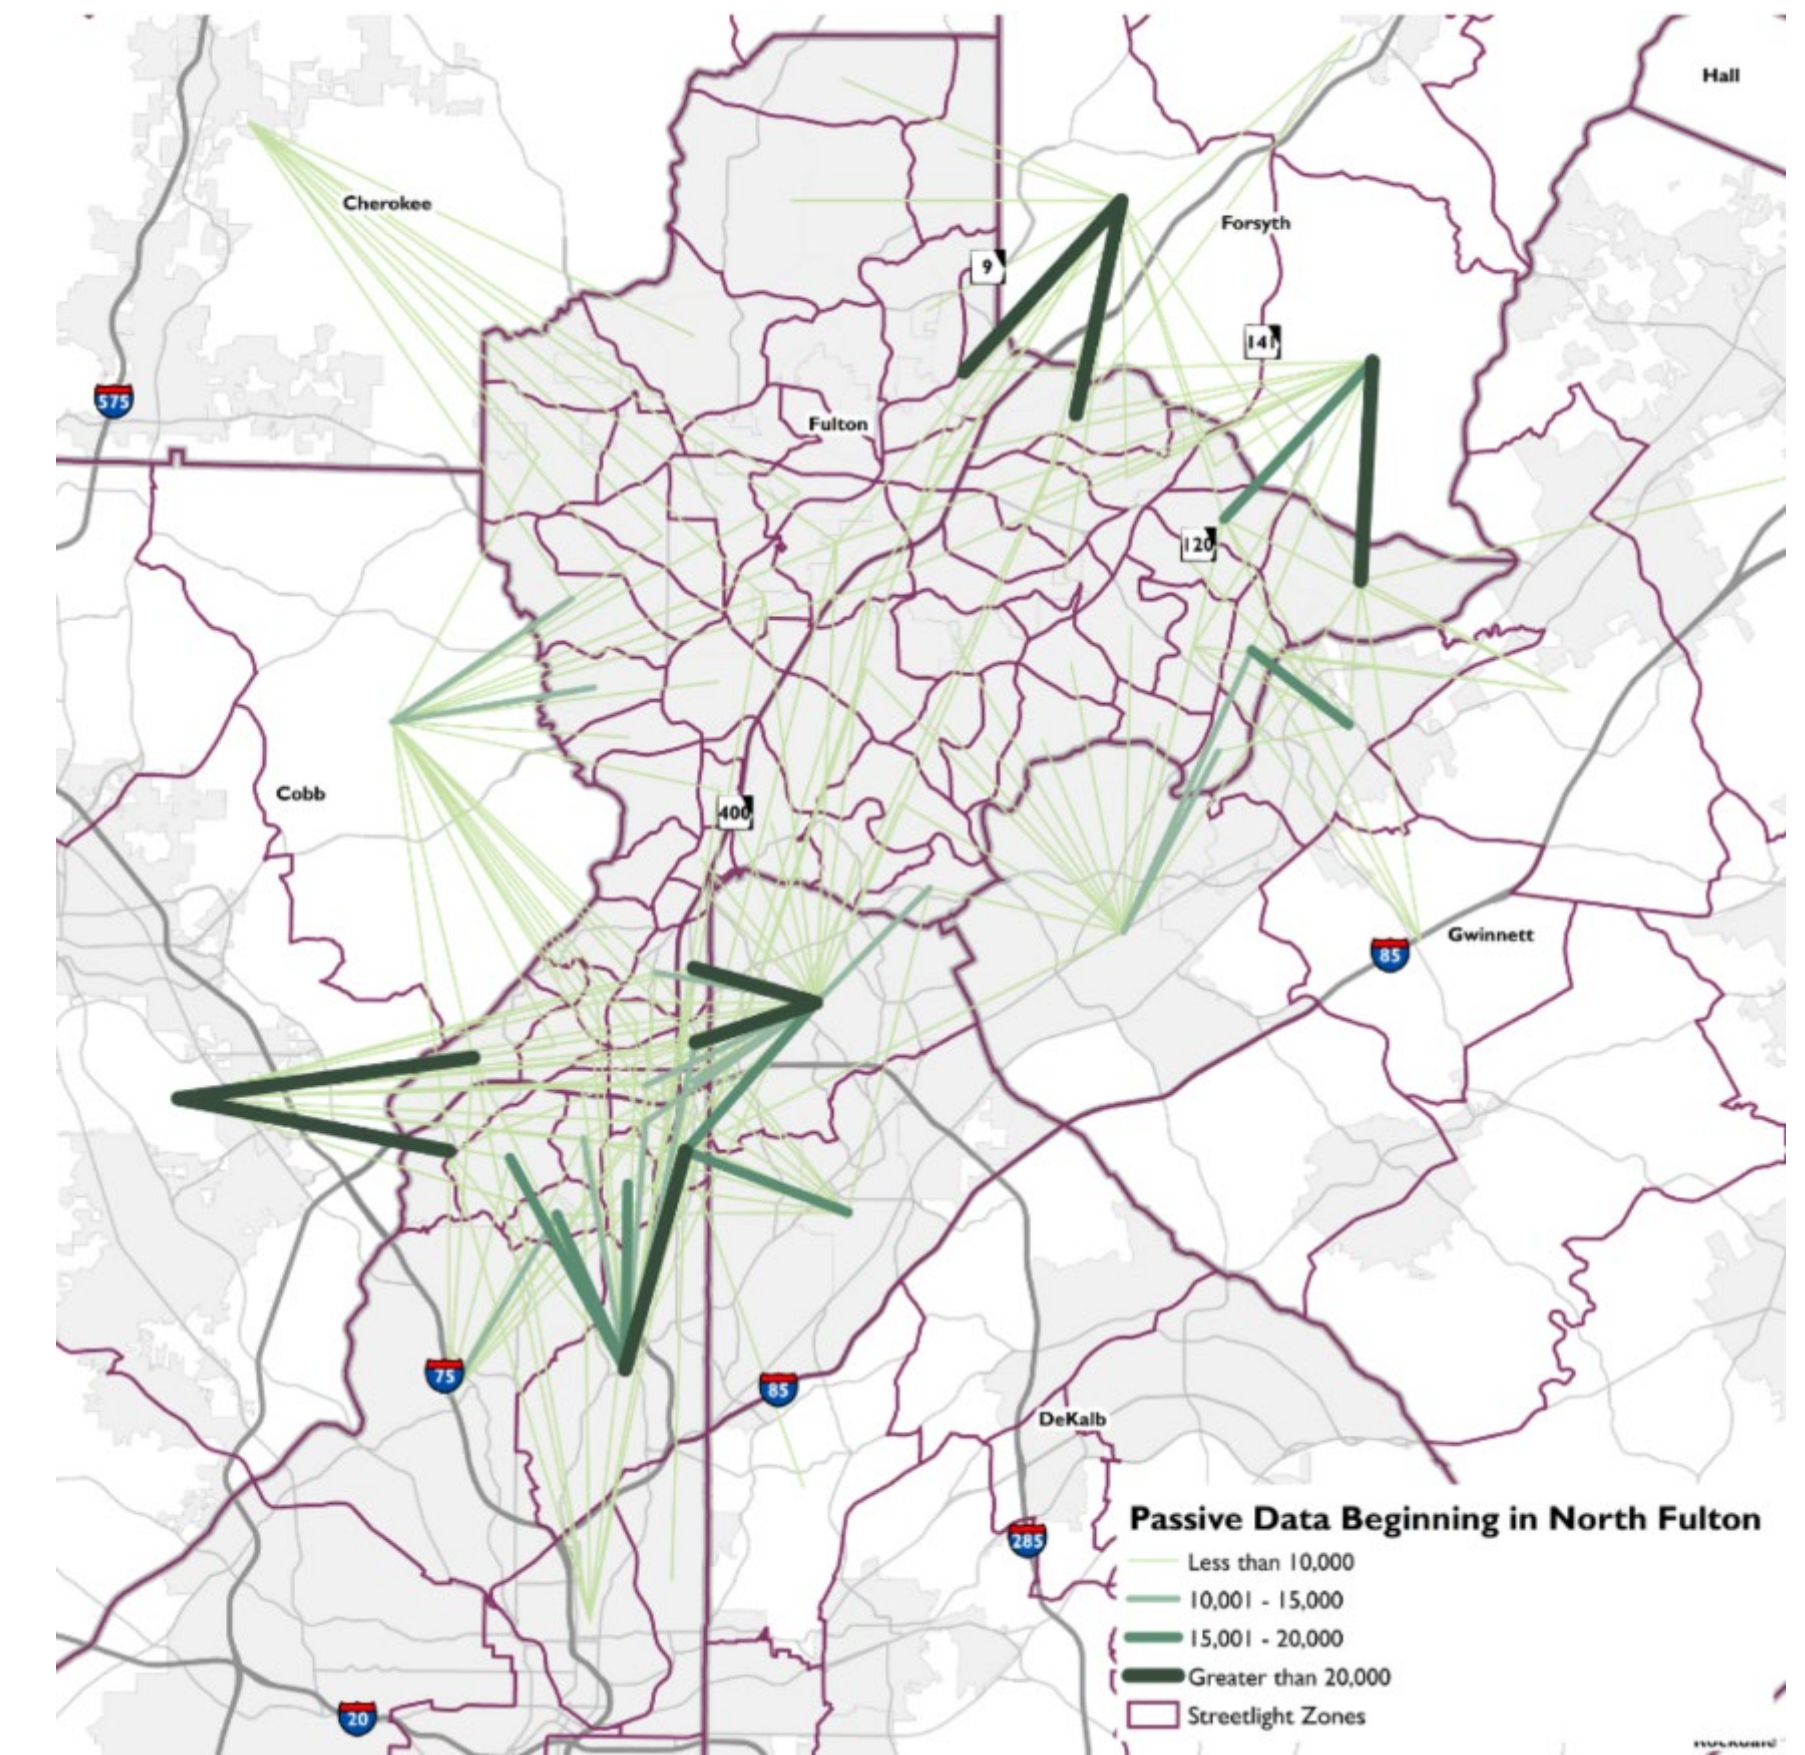 Hall
Cherokee
Forsyth
9
141
575
Fulton
120
Cobb
400
Gwinnett
85
75
85
DeKalb
Passive Data Beginning in North Fulton
285
Less than 10,000
10,001 - 15,000
15,001 - 20,000
Greater than 20,000
20
Streetlight Zones